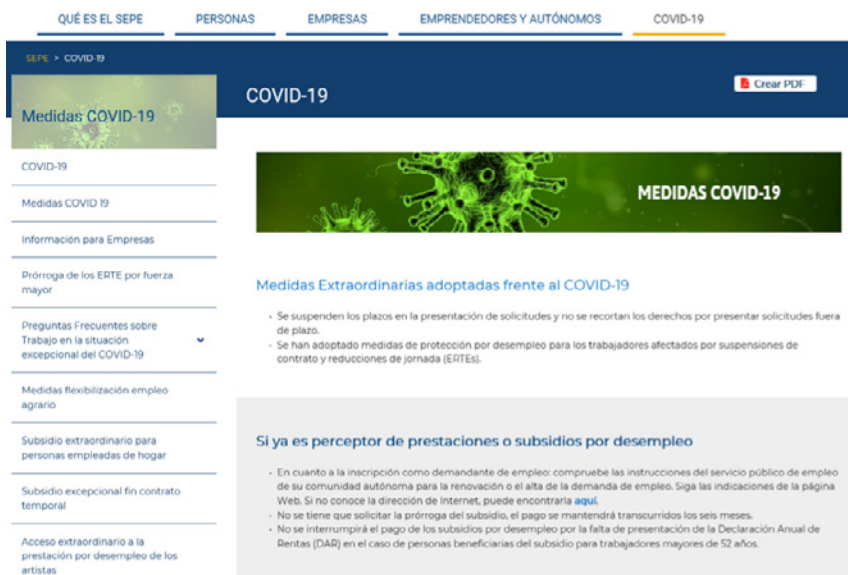 QUÉ ES EL SEPE PERSONAS EMPRESAS EMPRENDEDORES Y AUTÓNOMOS COVID-19
SEPE > COVID-19
Medidas COVID-19
COVID-19
Crear PDF
COVID-19
Medidas COVID 19
Información para Empresas
Prórroga de los ERTE por fuerza
mayor
Preguntas Frecuentes sobre
Trabajo en la situación
excepcional del COVID-19
Medidas flexibilización empleo
agrario
Subsidio extraordinario para
personas empleadas de hogar
Subsidio excepcional fin contrato
temporal
Acceso extraordinario a la
prestación por desempleo de los
artistas
MEDIDAS COVID-19
Medidas Extraordinarias adoptadas frente al COVID-19
· Se suspenden los plazos en la presentación de solicitudes y no se recortan los derechos por presentar solicitudes fuera
de plazo.
· Se han adoptado medidas de protección por desempleo para los trabajadores afectados por suspensiones de
contrato y reducciones de jornada (ERTEs).
Si ya es perceptor de prestaciones o subsidios por desempleo
· En cuanto a la inscripción como demandante de empleo: compruebe las instrucciones del servicio público de empleo
de su comunidad autónoma para la renovación o el alta de la demanda de empleo. Siga las indicaciones de la página
Web. Si no conoce la dirección de Internet, puede encontrarla aquí.
· No se tiene que solicitar la prórroga del subsidio, el pago se mantendrá transcurridos los seis meses.
· No se interrumpirá el pago de los subsidios por desempleo por la falta de presentación de la Declaración Anual de
Rentas (DAR) en el caso de personas beneficiarias del subsidio para trabajadores mayores de 52 años.